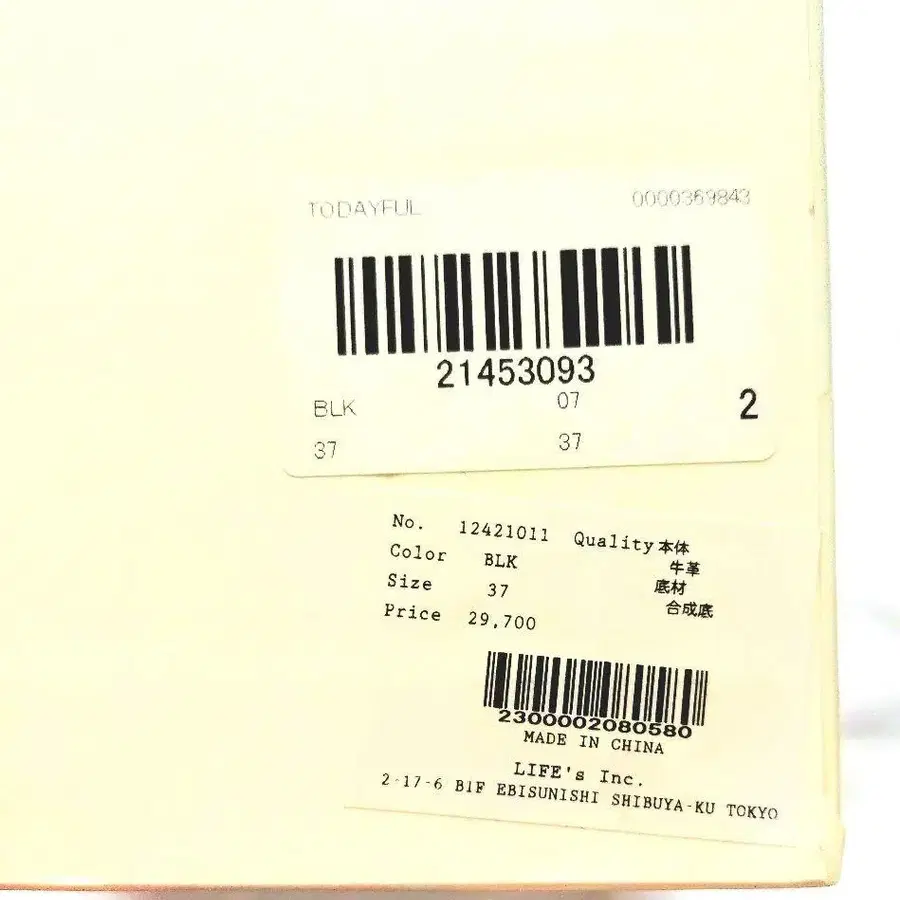 TODAYFUL 0000369843
21453093
BLK 07 2
37 37
No. 12421011 Quality 本体
Color BLK 牛革
Size 37 底材
Price 29,700 合成底
2300002080580
MADE IN CHINA
LIFE's Inc.
2-17-6 B1F EBISUNISHI SHIBUYA-KU TOKYO